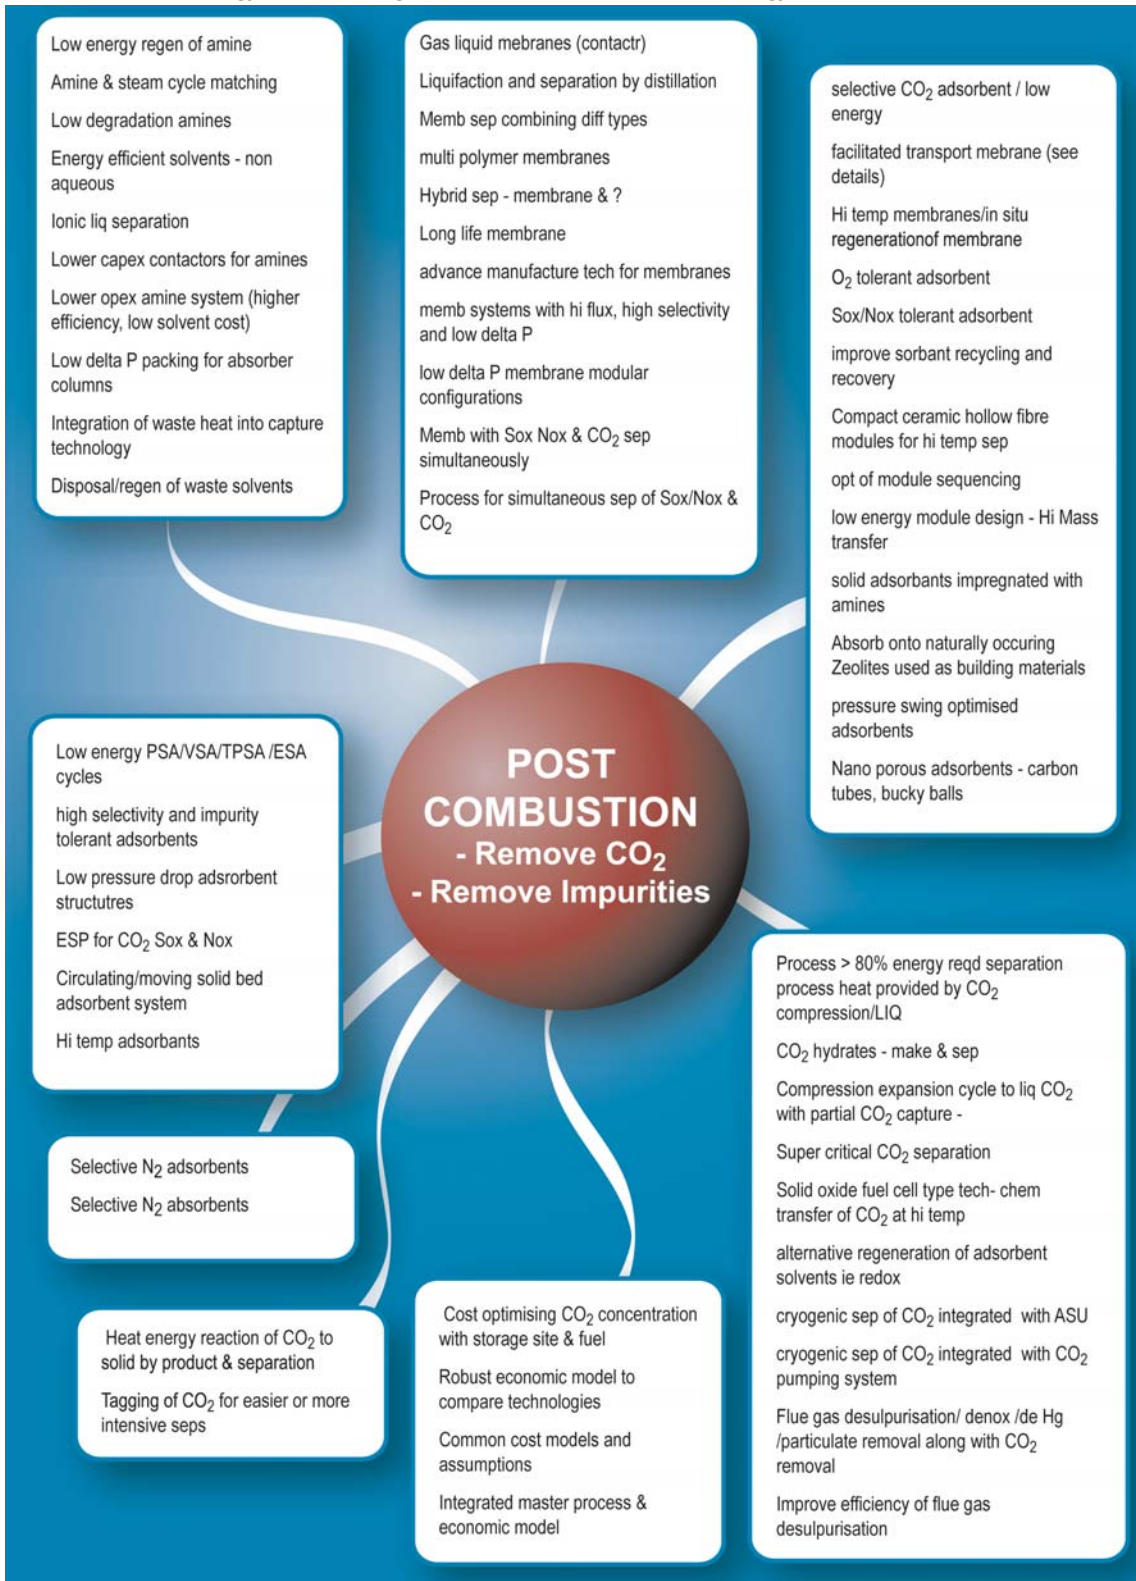 Low energy regen of amine
Amine & steam cycle matching
Low degradation amines
Energy efficient solvents - non
aqueous
Ionic liq separation
Lower capex contactors for amines
Lower opex amine system (higher
efficiency, low solvent cost)
Low delta P packing for absorber
columns
Integration of waste heat into capture
technology
Disposal/regen of waste solvents
Gas liquid mebranes (contactr)
Liquifaction and separation by distillation
Memb sep combining diff types
multi polymer membranes
Hybrid sep - membrane & ?
Long life membrane
advance manufacture tech for membranes
memb systems with hi flux, high selectivity
and low delta P
low delta P membrane modular
configurations
Memb with Sox Nox & CO2 sep
simultaneously
Process for simultaneous sep of Sox/Nox &
CO2
selective CO2 adsorbent / low
energy
facilitated transport mebrane (see
details)
Hi temp membranes/in situ
regenerationof membrane
O2 tolerant adsorbent
Sox/Nox tolerant adsorbent
improve sorbant recycling and
recovery
Compact ceramic hollow fibre
modules for hi temp sep
opt of module sequencing
low energy module design - Hi Mass
transfer
solid adsorbants impregnated with
amines
Absorb onto naturally occuring
Zeolites used as building materials
pressure swing optimised
adsorbents
Nano porous adsorbents - carbon
tubes, bucky balls
POST
COMBUSTION
- Remove CO2
- Remove Impurities
Low energy PSA/VSA/TPSA /ESA
cycles
high selectivity and impurity
tolerant adsorbents
Low pressure drop adsrorbent
structutres
ESP for CO2 Sox & Nox
Circulating/moving solid bed
adsorbent system
Hi temp adsorbants
Selective N2 adsorbents
Selective N2 absorbents
Heat energy reaction of CO2 to
solid by product & separation
Tagging of CO2 for easier or more
intensive seps
Cost optimising CO2 concentration
with storage site & fuel
Robust economic model to
compare technologies
Common cost models and
assumptions
Integrated master process &
economic model
Process > 80% energy reqd separation
process heat provided by CO2
compression/LIQ
CO2 hydrates - make & sep
Compression expansion cycle to liq CO2
with partial CO2 capture -
Super critical CO2 separation
Solid oxide fuel cell type tech- chem
transfer of CO2 at hi temp
alternative regeneration of adsorbent
solvents ie redox
cryogenic sep of CO2 integrated with ASU
cryogenic sep of CO2 integrated with CO2
pumping system
Flue gas desulpurisation/ denox /de Hg
/particulate removal along with CO2
removal
Improve efficiency of flue gas
desulpurisation